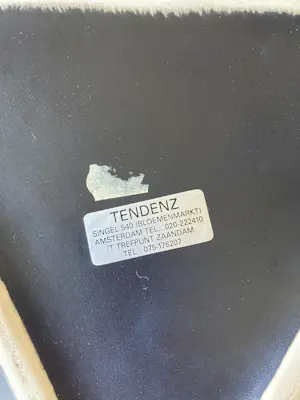 TENDENZ
SINGEL 540 (BLOEMENMARKT)
AMSTERDAM TEL.. 020-222410
'T TREFPUNT ZAANDAM
TEL.. 075-176207